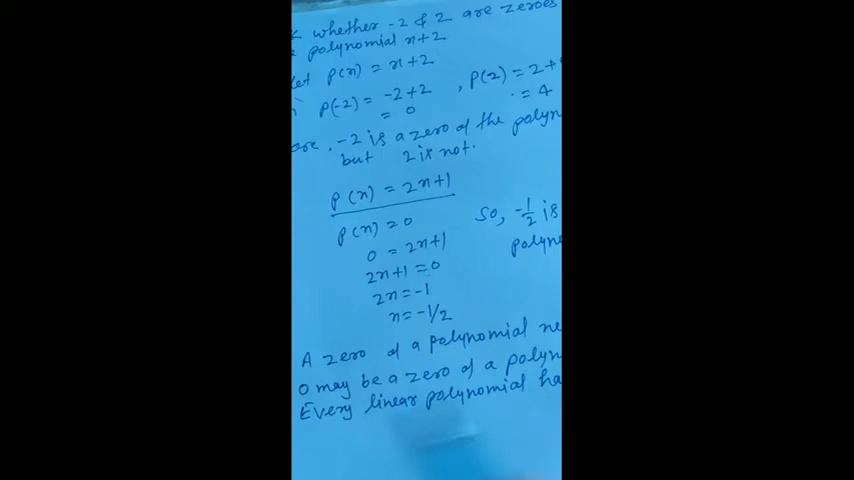 whether -2 & 2 are zeroes
polynomial x+2
Let p(x) = x+2
p(-2) = -2+2 , p(2) = 2+
= 0 = 4
-2 is a zero of the polyn
but 2 is not.
p(x) = 2x+1
p(x) = 0
0 = 2x+1
2x+1 = 0
2x = -1
x = -1/2
So, -1/2 is
polyno
A zero of a polynomial ne
0 may be a zero of a polyn
Every linear polynomial ha